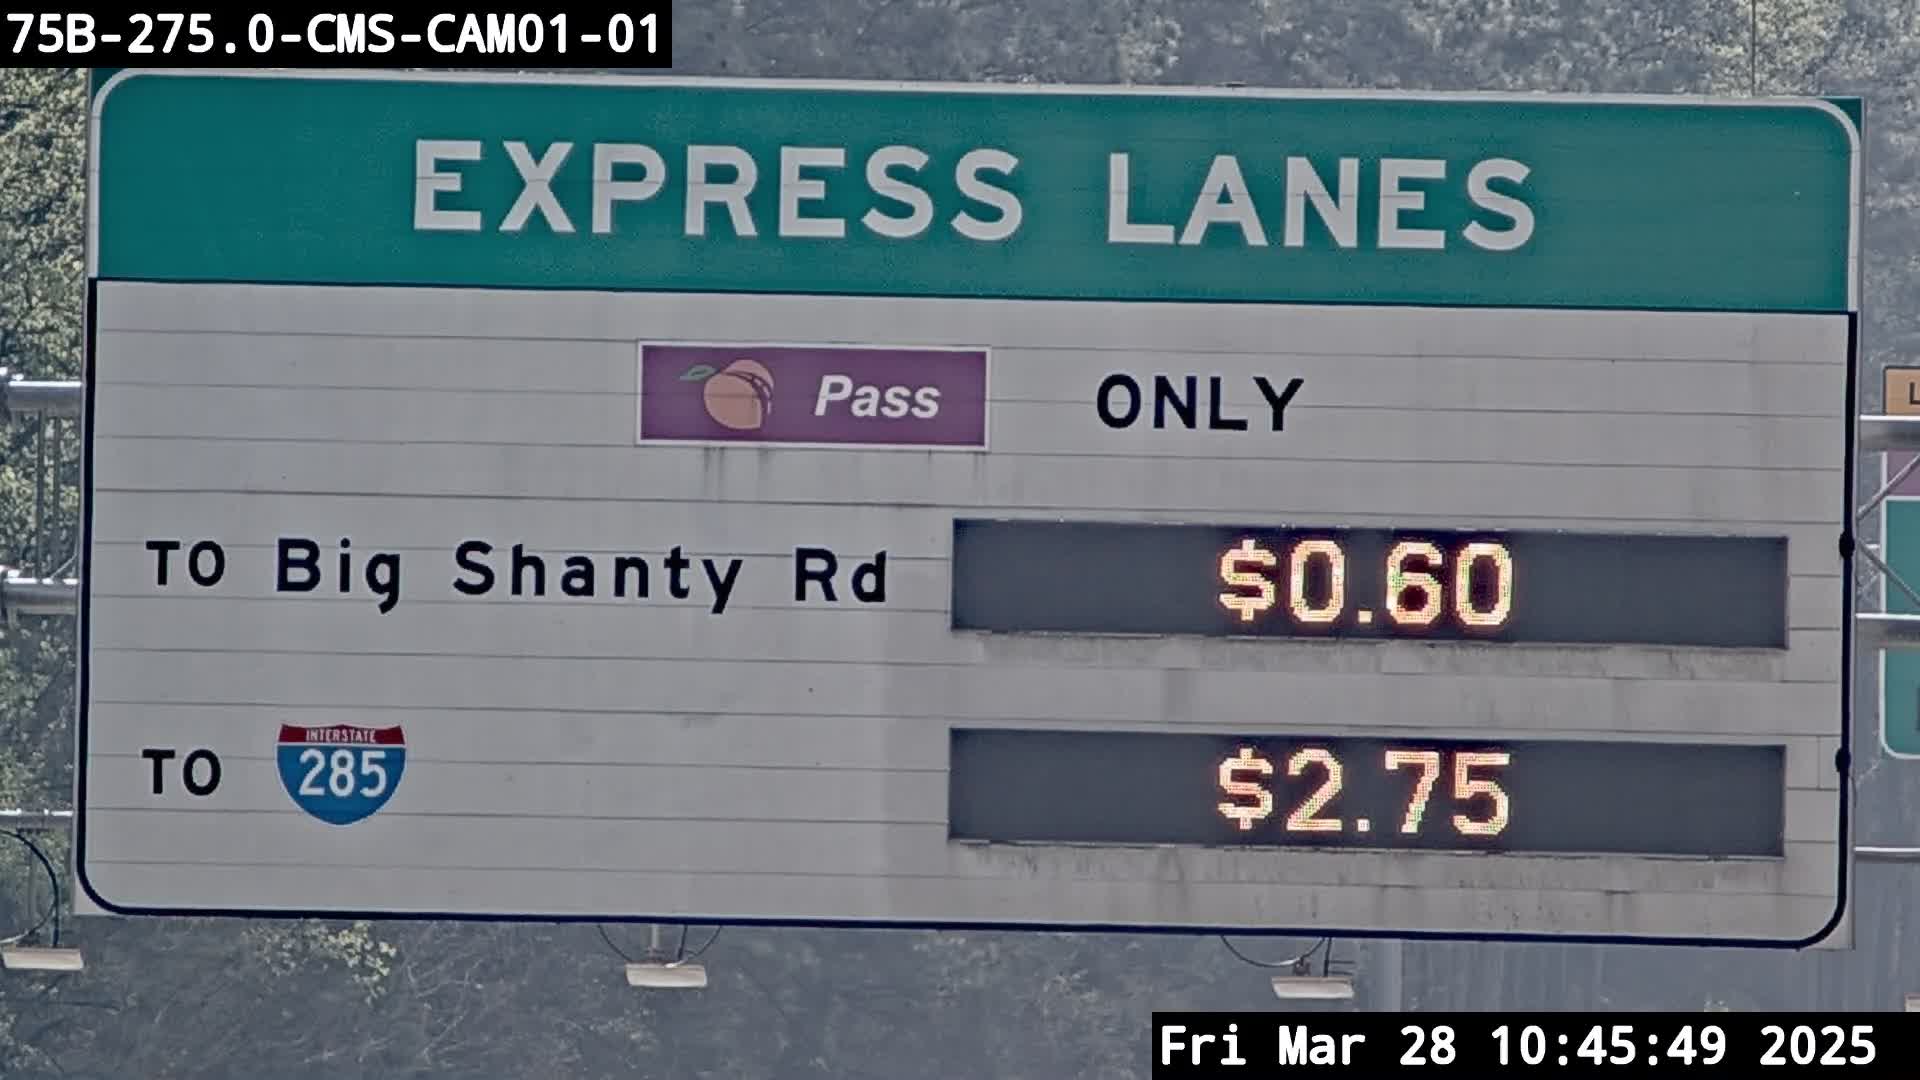 75B-275.0-CMS-CAM01-01
EXPRESS LANES
Pass ONLY
TO Big Shanty Rd $0.60
TO INTERSTATE 285 $2.75
Fri Mar 28 10:45:49 2025